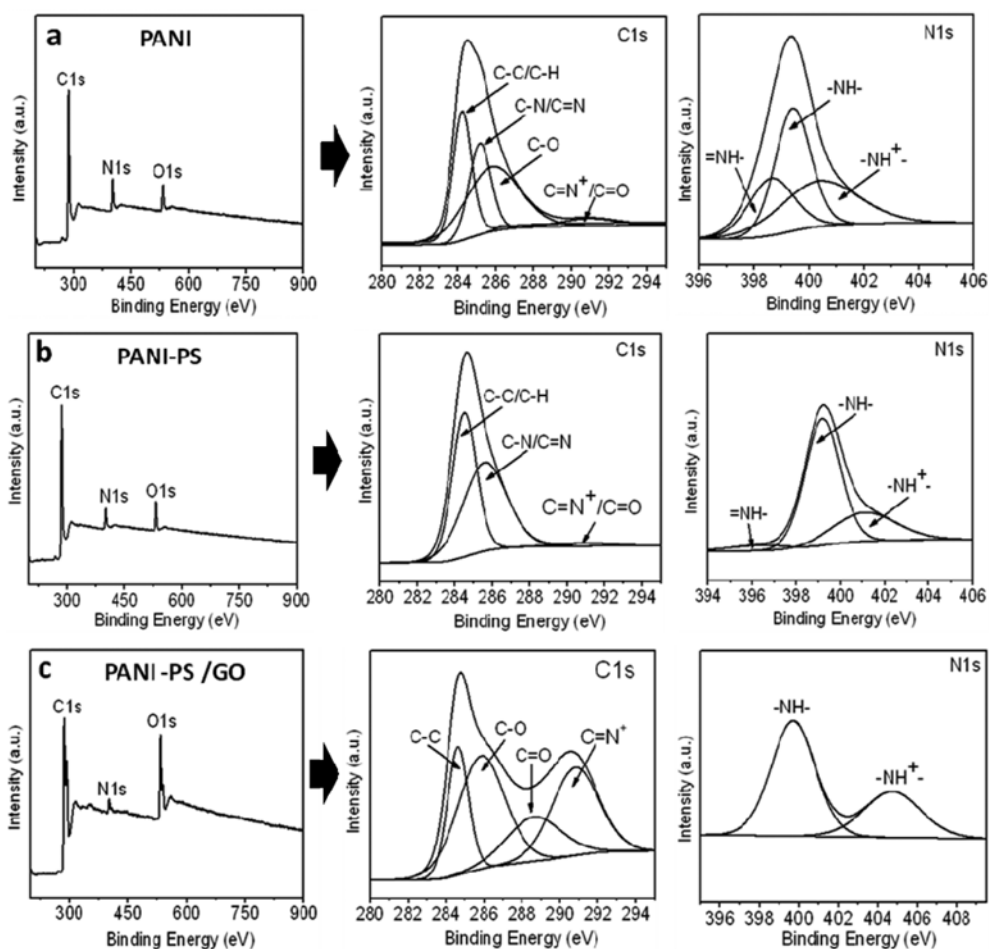 a
PANI
C1s
N1s
O1s
Intensity (a.u.)
300 450 600 750 900
Binding Energy (eV)
C1s
C-C/C-H
C-N/C=N
C-O
C=N+/C=O
Intensity (a.u.)
280 282 284 286 288 290 292 294
Binding Energy (eV)
N1s
-NH-
=NH-
-NH+-
Intensity (a.u.)
396 398 400 402 404 406
Binding Energy (eV)
b
PANI-PS
C1s
N1s
O1s
Intensity (a.u.)
300 450 600 750 900
Binding Energy (eV)
C1s
C-C/C-H
C-N/C=N
C=N+/C=O
Intensity (a.u.)
280 282 284 286 288 290 292 294
Binding Energy (eV)
N1s
-NH-
=NH-
-NH+-
Intensity (a.u.)
394 396 398 400 402 404 406
Binding Energy (eV)
c
PANI-PS /GO
C1s
O1s
N1s
Intensity (a.u.)
300 450 600 750 900
Binding Energy (eV)
C1s
C-C
C-O
C=O
C=N+
Intensity (a.u.)
280 282 284 286 288 290 292 294
Binding Energy (eV)
N1s
-NH-
-NH+-
Intensity (a.u.)
396 400 404 408
Binding Energy (eV)